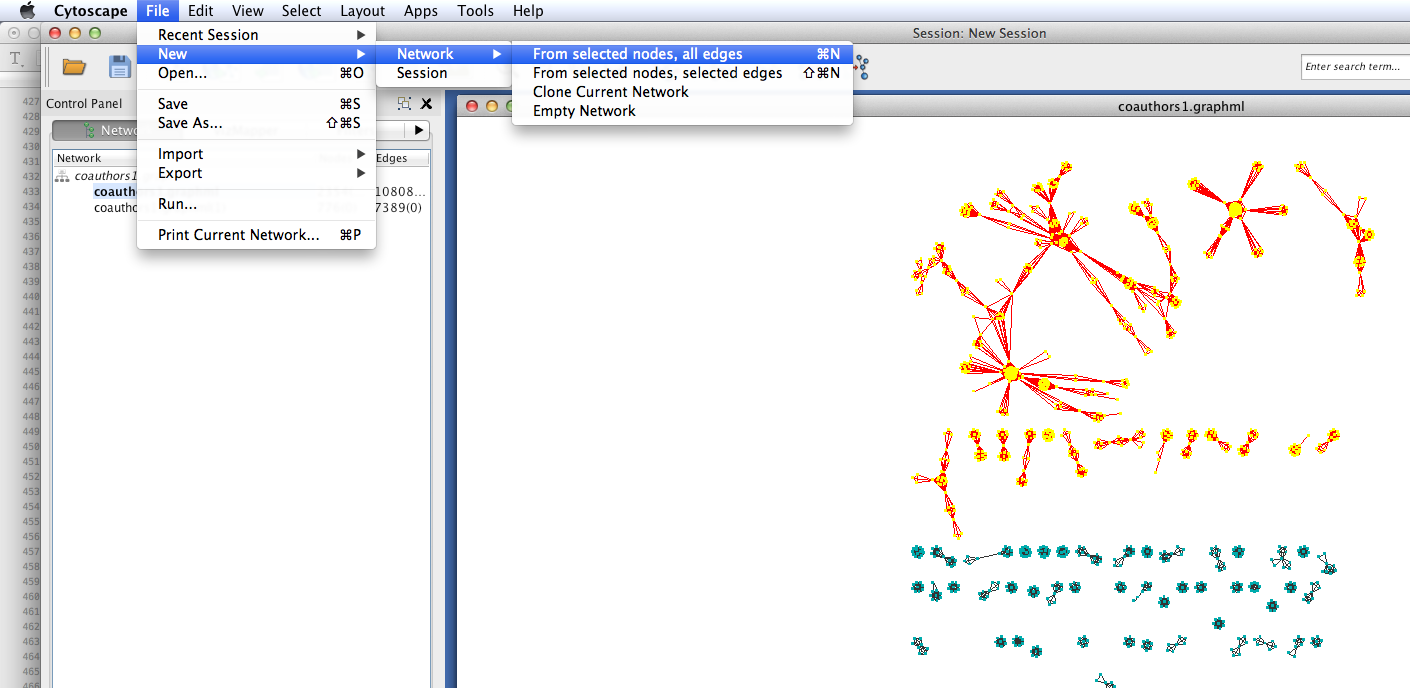 Cytoscape File Edit View Select Layout Apps Tools Help
Session: New Session
Recent Session
New
Open... ⌘O
Save ⌘S
Save As... ⇧⌘S
Import
Export
Run...
Print Current Network... ⌘P
Network
Session
From selected nodes, all edges ⌘N
From selected nodes, selected edges ⇧⌘N
Clone Current Network
Empty Network
Enter search term...
T
Control Panel
coauthors1.graphml
Netwo
Network Edges
coauthors1
coautho 10808...
coautho 7389(0)
427
428
429
430
431
432
433
434
435
436
437
438
439
440
441
442
443
444
445
446
447
448
449
450
451
452
453
454
455
456
457
458
459
460
461
462
463
464
465